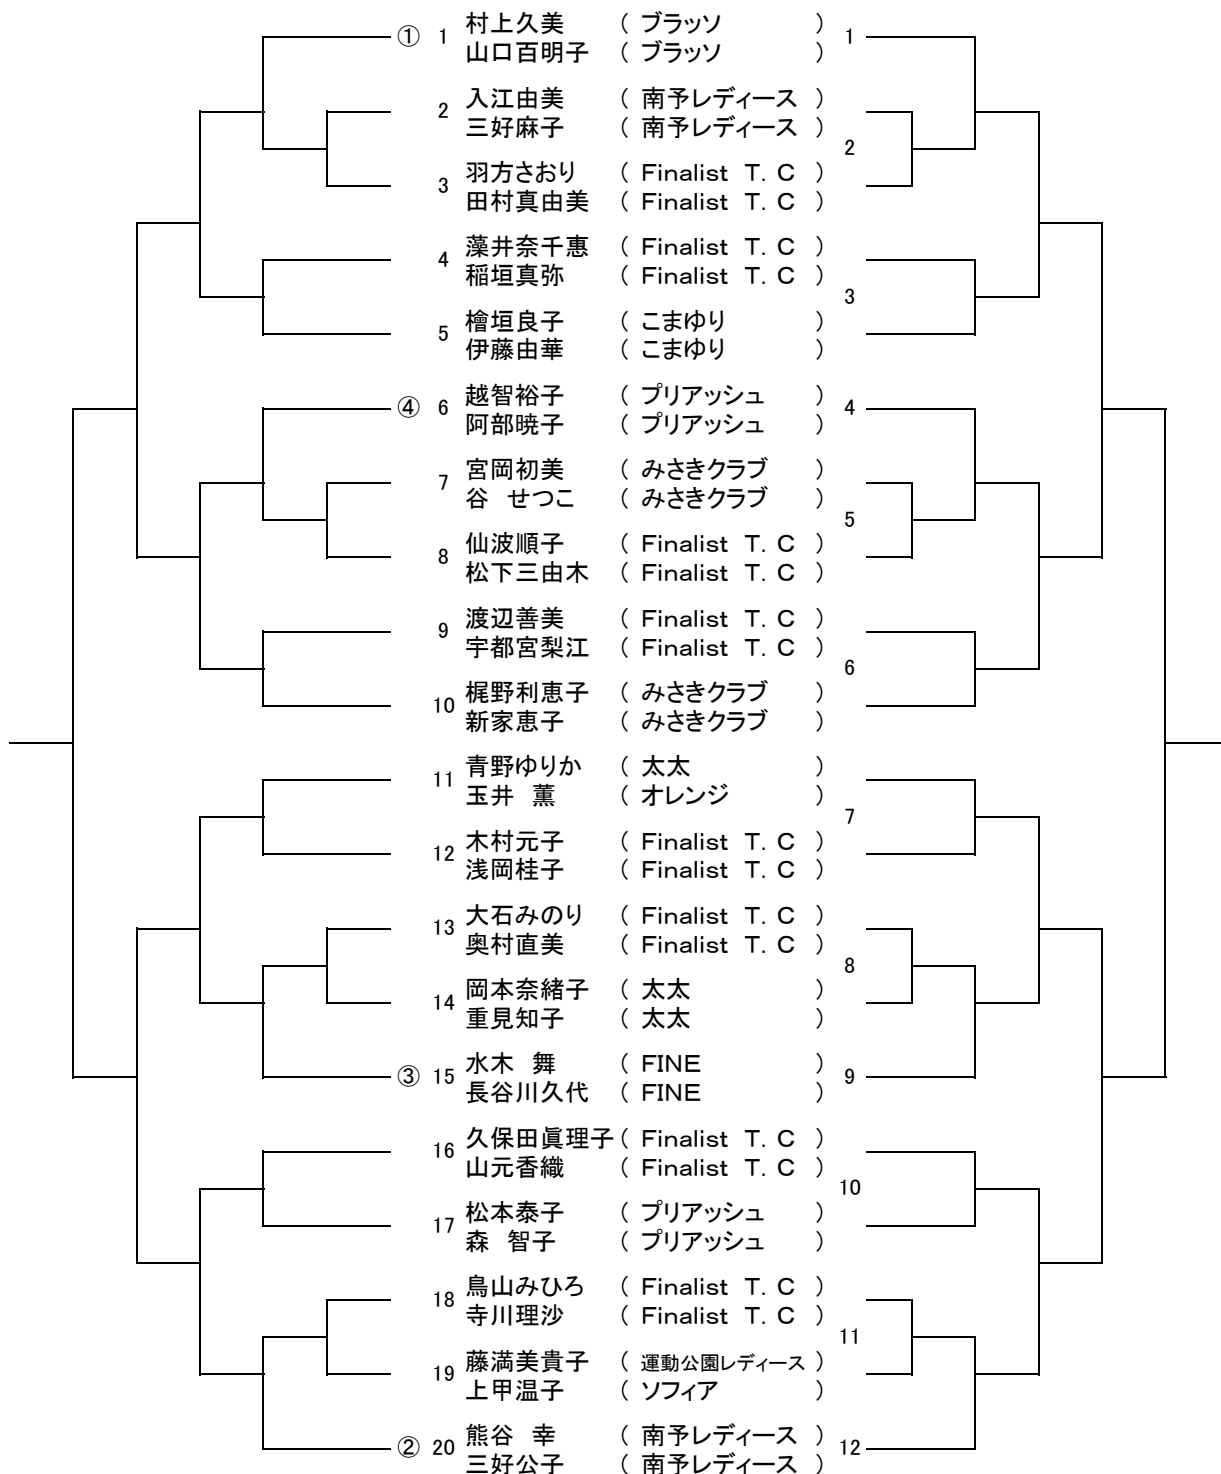 ① 1 村上久美 ( ブラッソ ) 1
山口百明子 ( ブラッソ )
2 入江由美 ( 南予レディース )
三好麻子 ( 南予レディース )
2
3 羽方さおり ( Finalist T. C )
田村真由美 ( Finalist T. C )
4 藻井奈千惠 ( Finalist T. C )
稲垣真弥 ( Finalist T. C )
3
5 檜垣良子 ( こまゆり )
伊藤由華 ( こまゆり )
④ 6 越智裕子 ( プリアッシュ ) 4
阿部暁子 ( プリアッシュ )
7 宮岡初美 ( みさきクラブ )
谷 せつこ ( みさきクラブ )
5
8 仙波順子 ( Finalist T. C )
松下三由木 ( Finalist T. C )
9 渡辺善美 ( Finalist T. C )
宇都宮梨江 ( Finalist T. C )
6
10 梶野利恵子 ( みさきクラブ )
新家恵子 ( みさきクラブ )
11 青野ゆりか ( 太太 )
玉井 薫 ( オレンジ )
7
12 木村元子 ( Finalist T. C )
浅岡桂子 ( Finalist T. C )
13 大石みのり ( Finalist T. C )
奥村直美 ( Finalist T. C )
8
14 岡本奈緒子 ( 太太 )
重見知子 ( 太太 )
③ 15 水木 舞 ( FINE ) 9
長谷川久代 ( FINE )
16 久保田眞理子 ( Finalist T. C )
山元香織 ( Finalist T. C )
10
17 松本泰子 ( プリアッシュ )
森 智子 ( プリアッシュ )
18 鳥山みひろ ( Finalist T. C )
寺川理沙 ( Finalist T. C )
11
19 藤満美貴子 ( 運動公園レディース )
上甲温子 ( ソフィア )
② 20 熊谷 幸 ( 南予レディース ) 12
三好公子 ( 南予レディース )